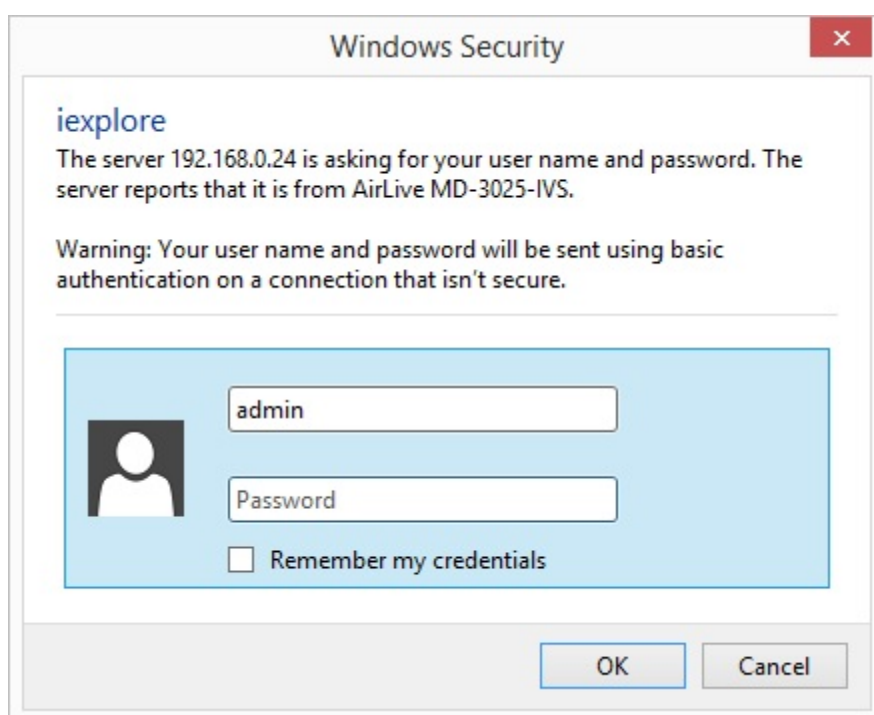 Windows Security
iexplore
The server 192.168.0.24 is asking for your user name and password. The
server reports that it is from AirLive MD-3025-IVS.
Warning: Your user name and password will be sent using basic
authentication on a connection that isn't secure.
admin
Password
Remember my credentials
OK
Cancel